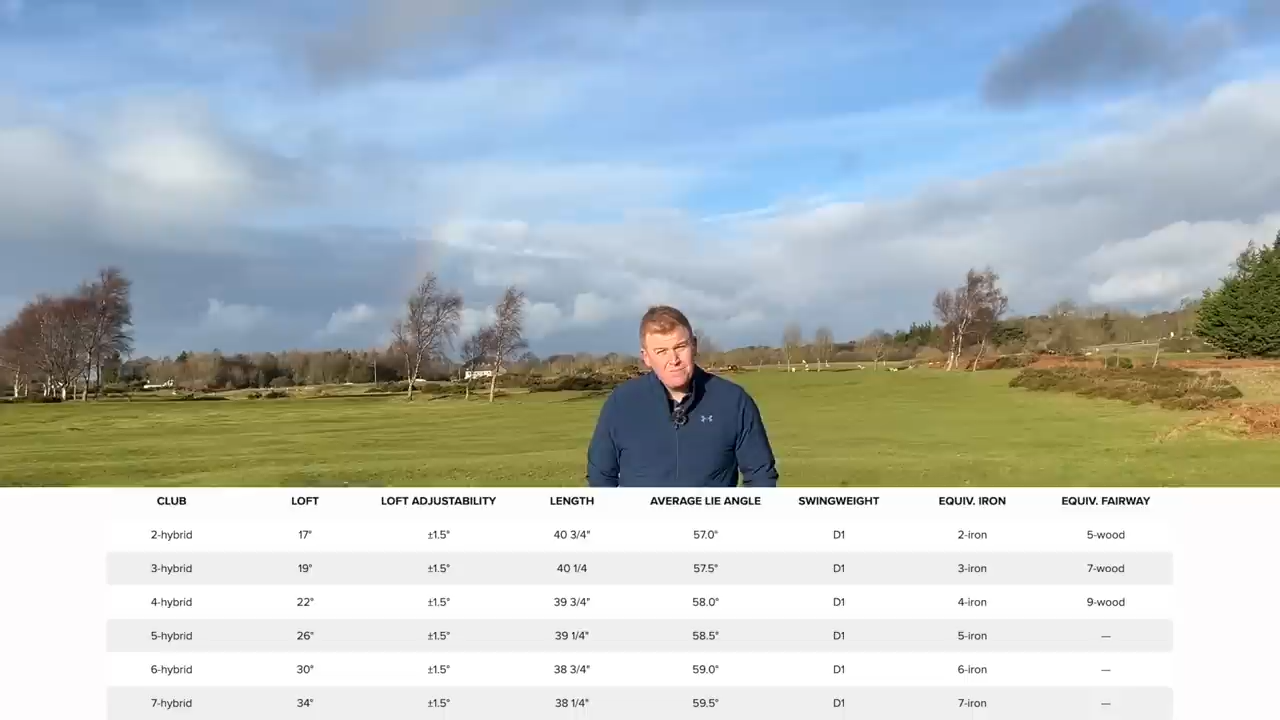 CLUB LOFT LOFT ADJUSTABILITY LENGTH AVERAGE LIE ANGLE SWINGWEIGHT EQUIV. IRON EQUIV. FAIRWAY
2-hybrid 17° ±1.5° 40 3/4" 57.0° D1 2-iron 5-wood
3-hybrid 19° ±1.5° 40 1/4 57.5° D1 3-iron 7-wood
4-hybrid 22° ±1.5° 39 3/4" 58.0° D1 4-iron 9-wood
5-hybrid 26° ±1.5° 39 1/4" 58.5° D1 5-iron —
6-hybrid 30° ±1.5° 38 3/4" 59.0° D1 6-iron —
7-hybrid 34° ±1.5° 38 1/4" 59.5° D1 7-iron —